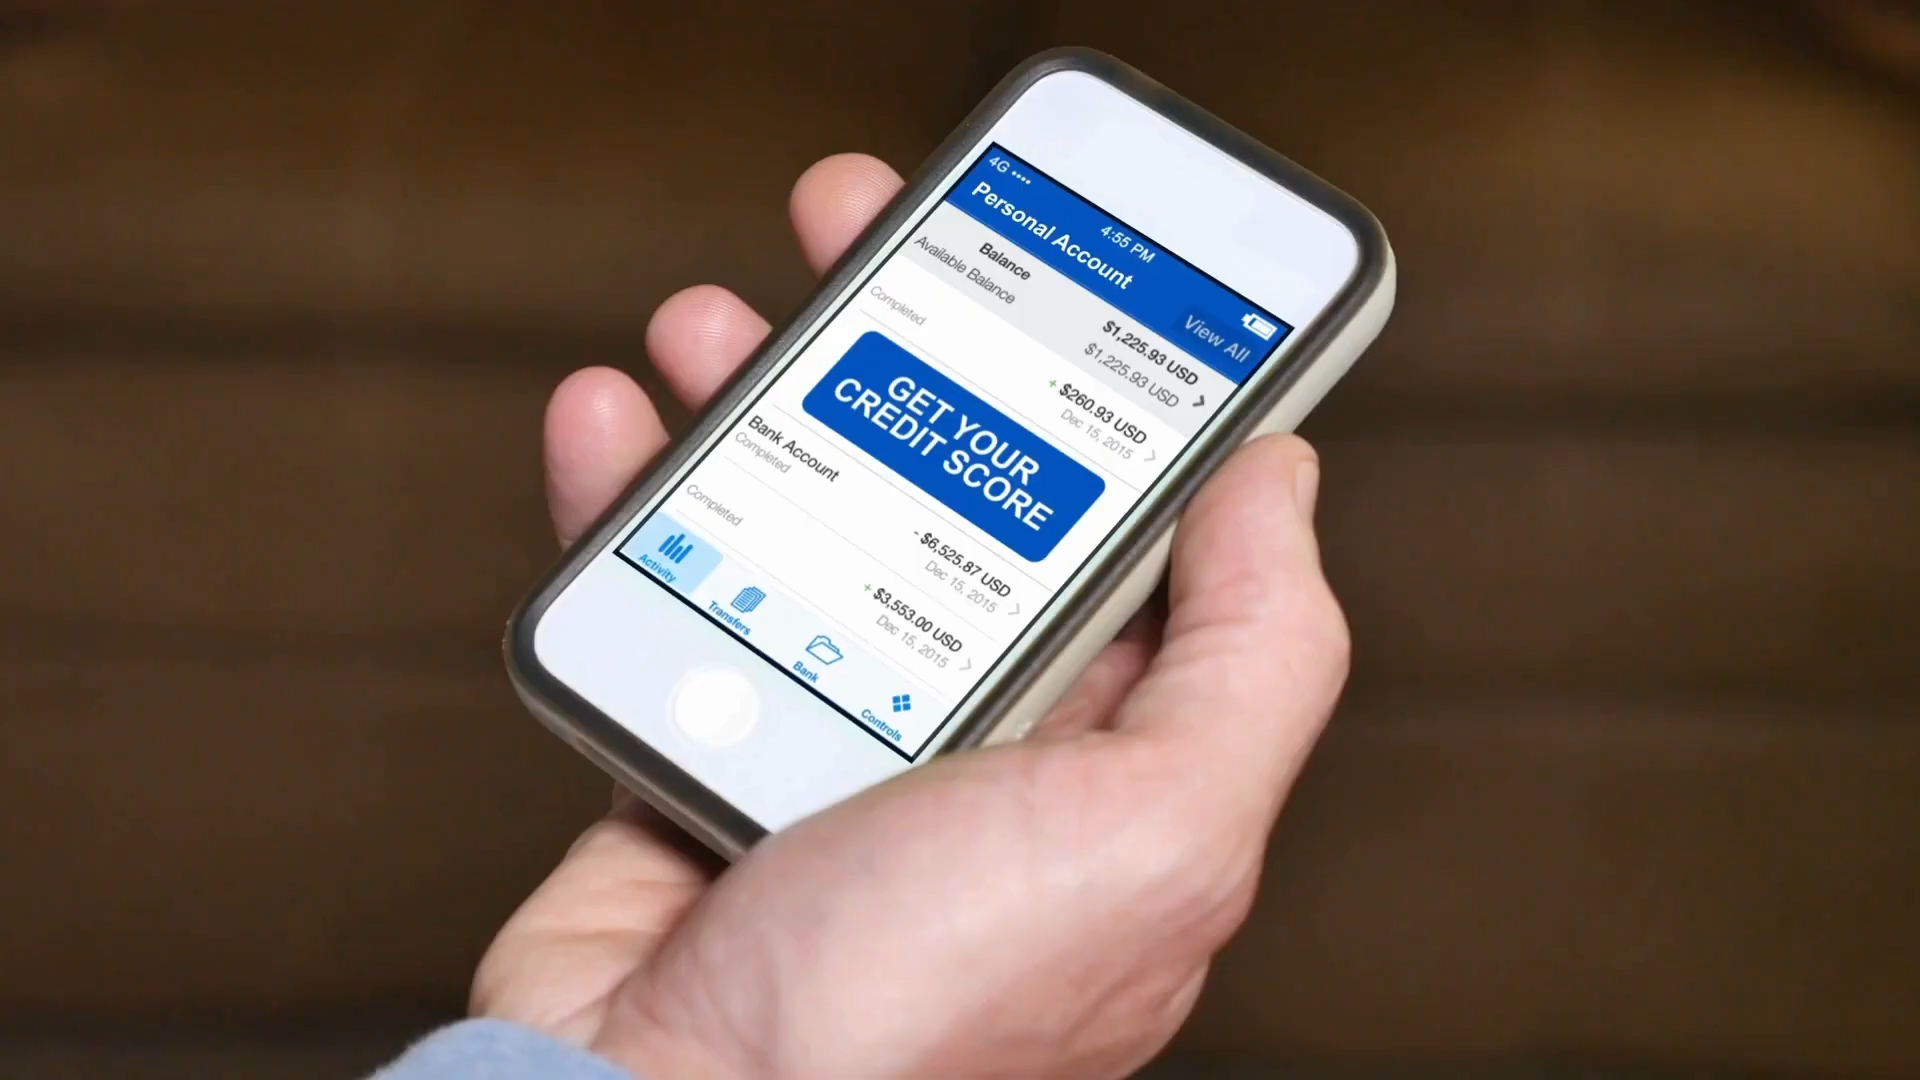 4G ••••
4:55 PM
Personal Account
View All
Balance
$1,225.93 USD
Available Balance
$1,225.93 USD
Completed
+ $260.93 USD
Dec 15, 2015
GET YOUR
CREDIT SCORE
Bank Account
- $6,525.87 USD
Completed
Dec 15, 2015
+ $3,553.00 USD
Completed
Dec 15, 2015
Activity
Transfers
Bank
Controls